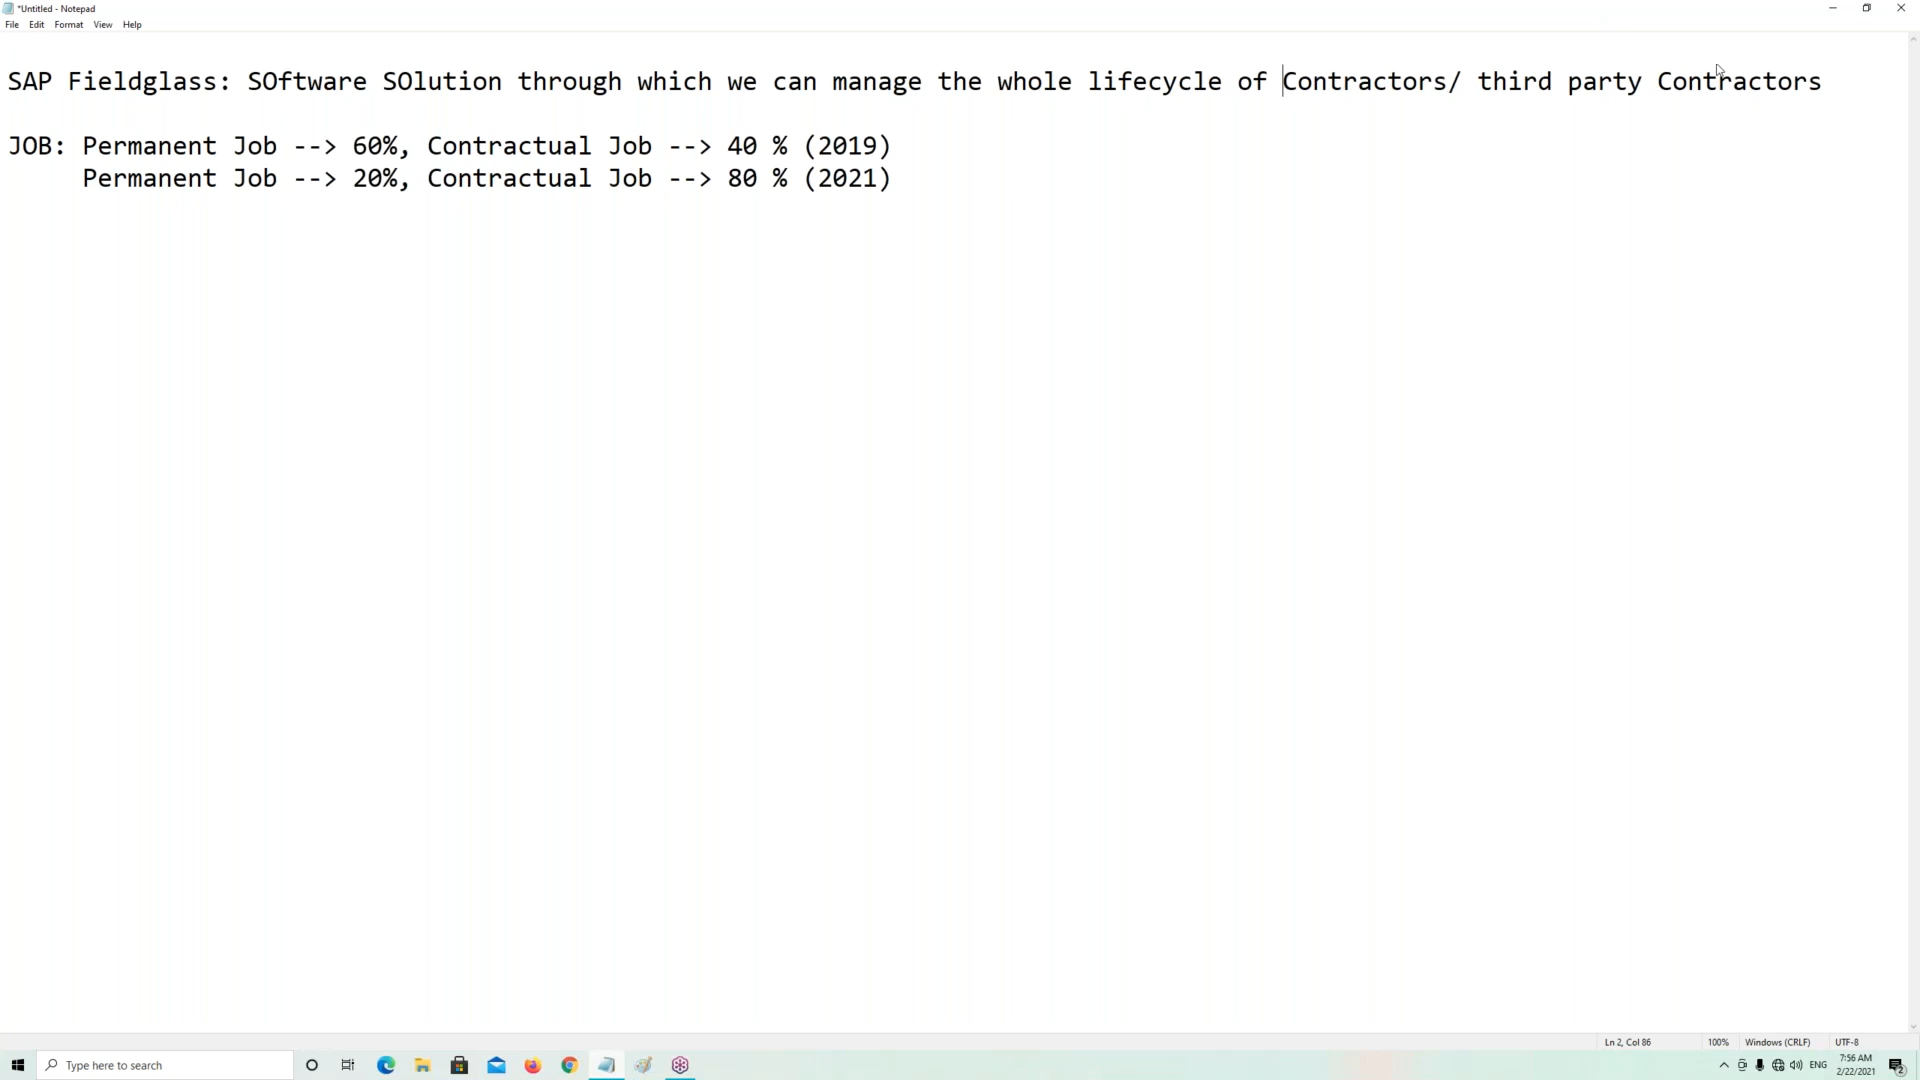 *Untitled - Notepad
File Edit Format View Help
SAP Fieldglass: SOftware SOlution through which we can manage the whole lifecycle of Contractors/ third party Contractors
JOB: Permanent Job --> 60%, Contractual Job --> 40 % (2019)
Permanent Job --> 20%, Contractual Job --> 80 % (2021)
Ln 2, Col 86 100% Windows (CRLF) UTF-8
Type here to search
ENG
7:56 AM
2/22/2021
2